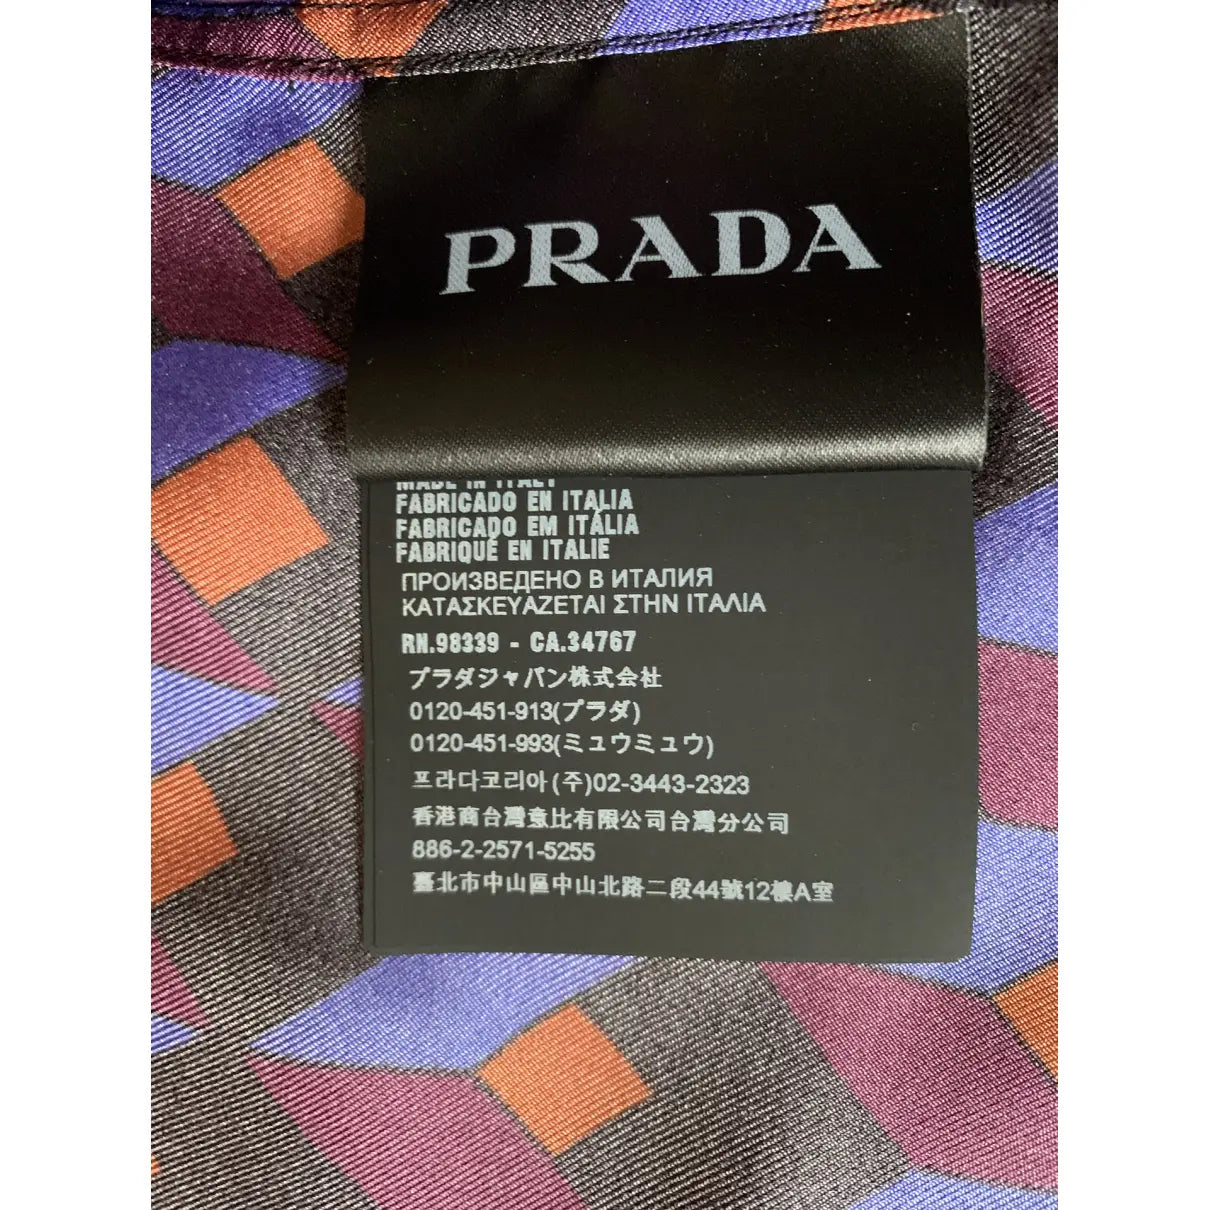 PRADA
MADE IN ITALY
FABRICADO EN ITALIA
FABRICADO EM ITÁLIA
FABRIQUÉ EN ITALIE
ПРОИЗВЕДЕНО В ИТАЛИЯ
ΚΑΤΑΣΚΕΥΑΖΕΤΑΙ ΣΤΗΝ ΙΤΑΛΙΑ
RN.98339 - CA.34767
プラダジャパン株式会社
0120-451-913(プラダ)
0120-451-993(ミュウミュウ)
프라다코리아(주)02-3443-2323
香港商台灣意比有限公司台灣分公司
886-2-2571-5255
臺北市中山區中山北路二段44號12樓A室